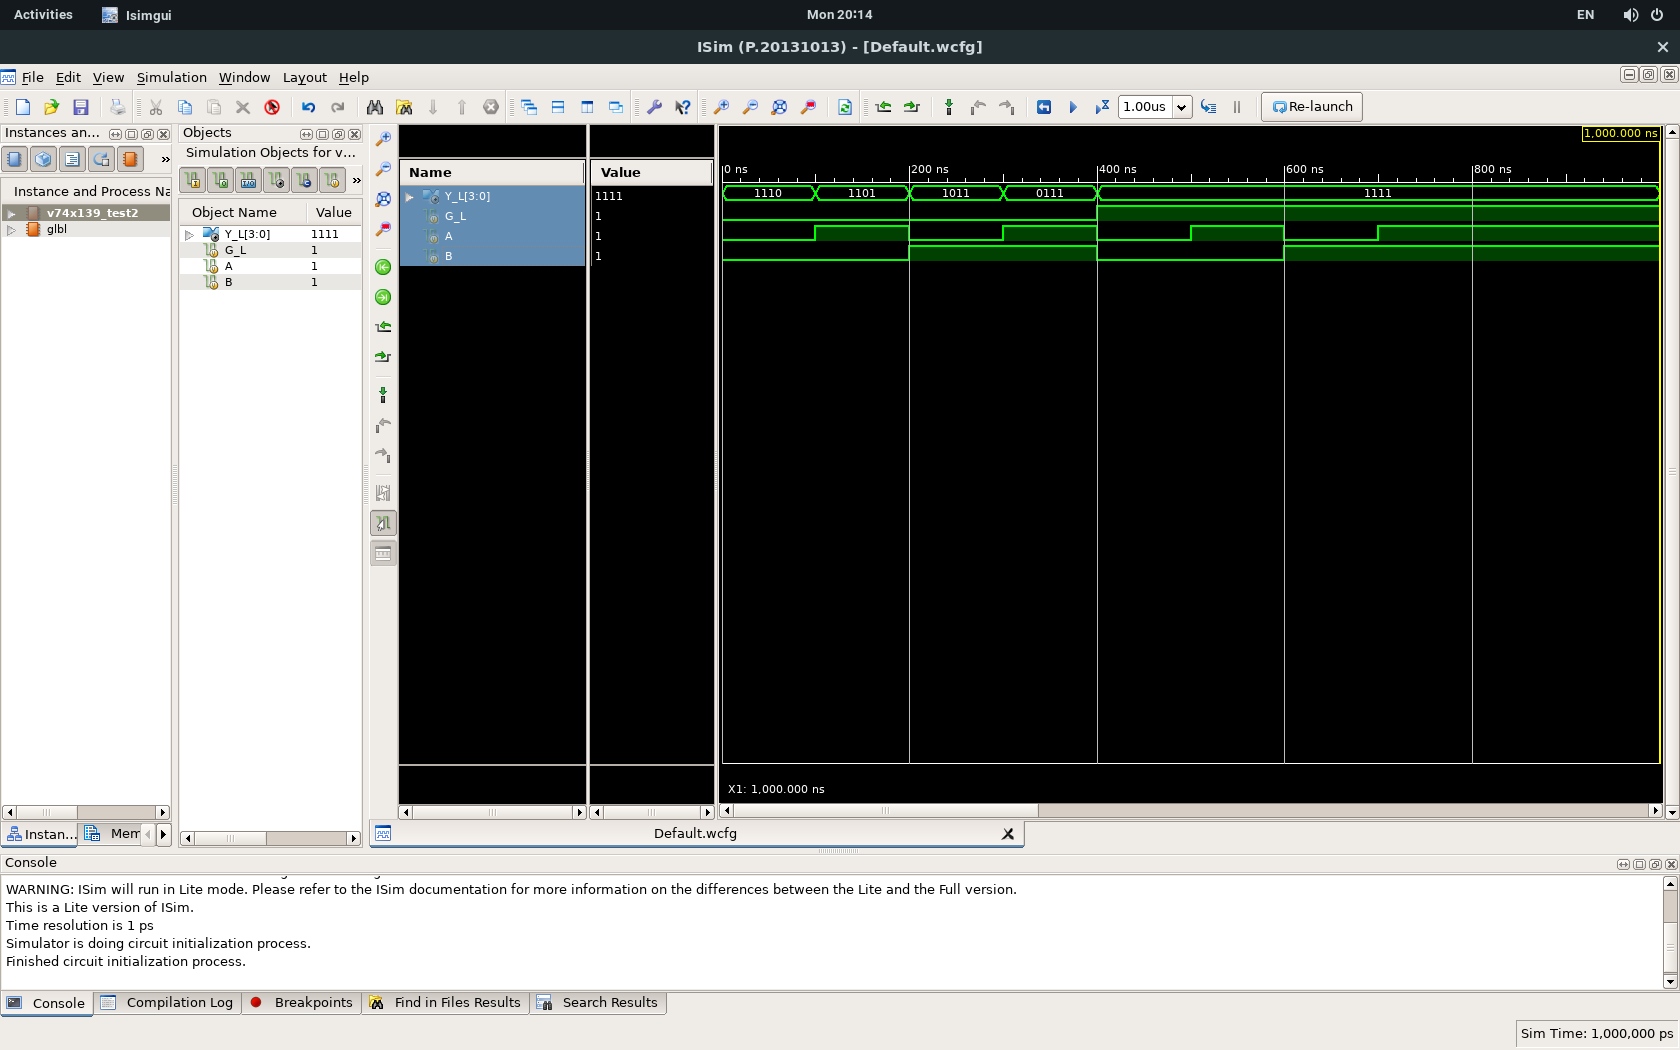 Activities Isimgui Mon 20:14 EN
ISim (P.20131013) - [Default.wcfg]
File Edit View Simulation Window Layout Help
1.00us Re-launch
Instances an...
Instance and Process Na
v74x139_test2
glbl
Instan... Mem
Objects
Simulation Objects for v...
Object Name Value
Y_L[3:0] 1111
G_L 1
A 1
B 1
Name Value
Y_L[3:0] 1111
G_L 1
A 1
B 1
1,000.000 ns
0 ns 200 ns 400 ns 600 ns 800 ns
1110 1101 1011 0111 1111
X1: 1,000.000 ns
Default.wcfg
Console
WARNING: ISim will run in Lite mode. Please refer to the ISim documentation for more information on the differences between the Lite and the Full version.
This is a Lite version of ISim.
Time resolution is 1 ps
Simulator is doing circuit initialization process.
Finished circuit initialization process.
Console Compilation Log Breakpoints Find in Files Results Search Results
Sim Time: 1,000,000 ps